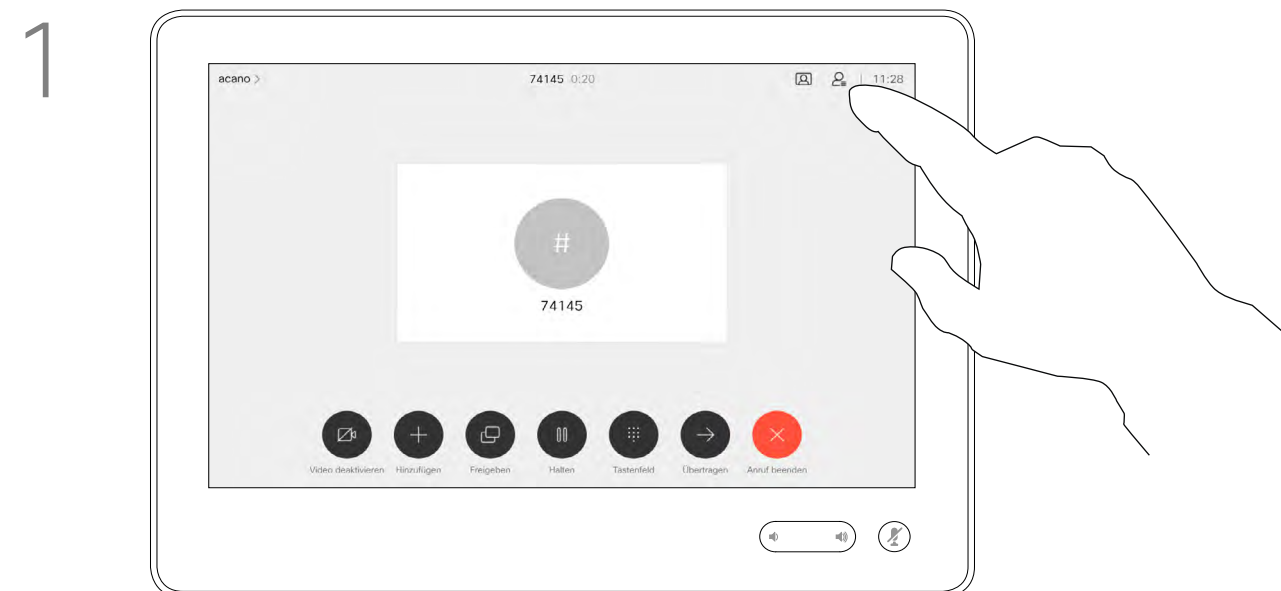 1
acano > 74145 0:20 11:28
#
74145
Video deaktivieren Hinzufügen Freigeben Halten Tastenfeld Übertragen Anruf beenden